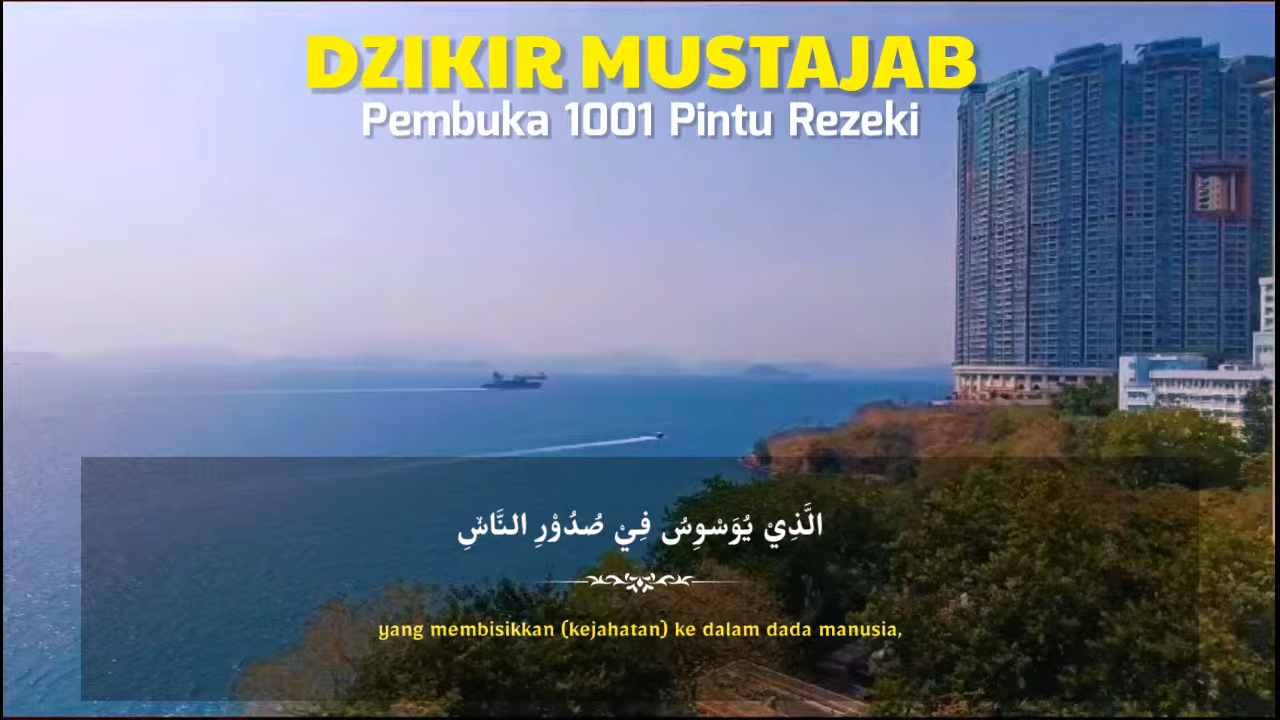 DZIKIR MUSTAJAB
Pembuka 1001 Pintu Rezeki
الَّذِيْ يُوَسْوِسُ فِيْ صُدُوْرِ النَّاسِۙ
yang membisikkan (kejahatan) ke dalam dada manusia,